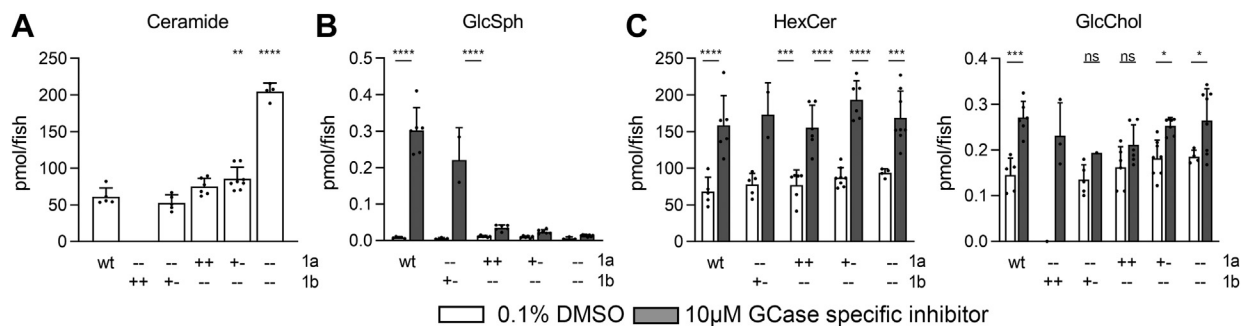 A Ceramide
** ****
pmol/fish
250
200
150
100
50
0
wt -- -- ++ +- -- 1a
++ +- -- -- -- 1b
B GlcSph
**** ****
pmol/fish
0.5
0.4
0.3
0.2
0.1
0.0
wt -- ++ +- -- 1a
+- -- -- -- 1b
C HexCer
**** *** **** **** ***
pmol/fish
250
200
150
100
50
0
wt -- ++ +- -- 1a
+- -- -- -- 1b
GlcChol
*** ns ns * *
pmol/fish
0.4
0.3
0.2
0.1
0.0
wt -- -- ++ +- -- 1a
++ +- -- -- -- 1b
0.1% DMSO 10µM GCase specific inhibitor